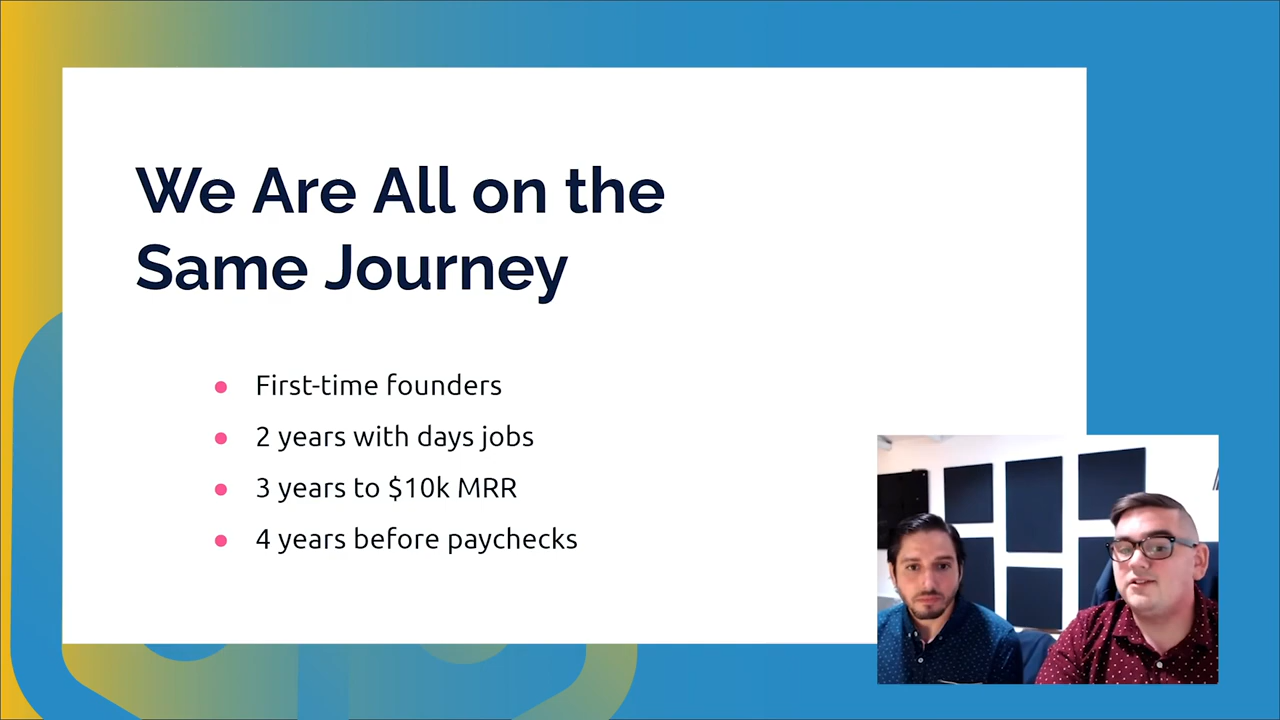 We Are All on the
Same Journey
First-time founders
2 years with days jobs
3 years to $10k MRR
4 years before paychecks